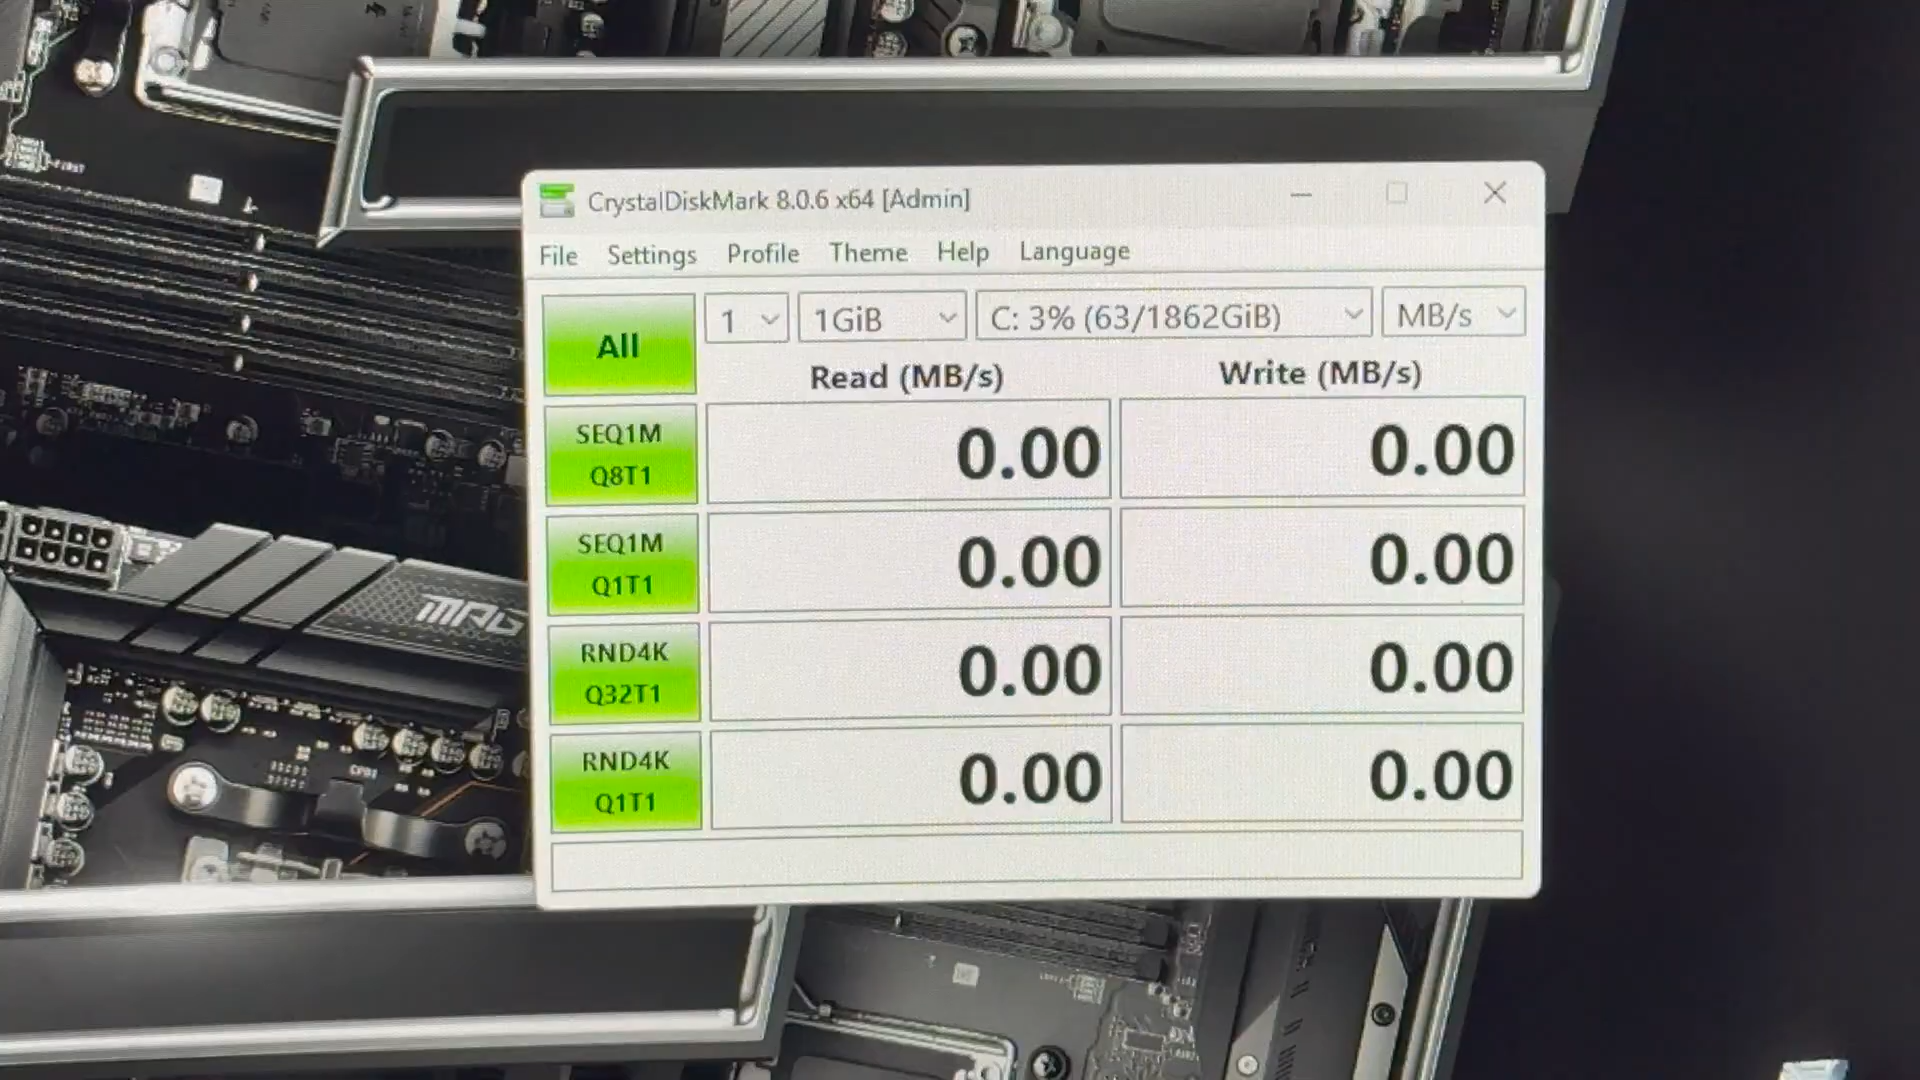 CrystalDiskMark 8.0.6 x64 [Admin]
File Settings Profile Theme Help Language
All 1 1GiB C: 3% (63/1862GiB) MB/s
Read (MB/s) Write (MB/s)
SEQ1M
Q8T1
0.00 0.00
SEQ1M
Q1T1
0.00 0.00
RND4K
Q32T1
0.00 0.00
RND4K
Q1T1
0.00 0.00
MPG